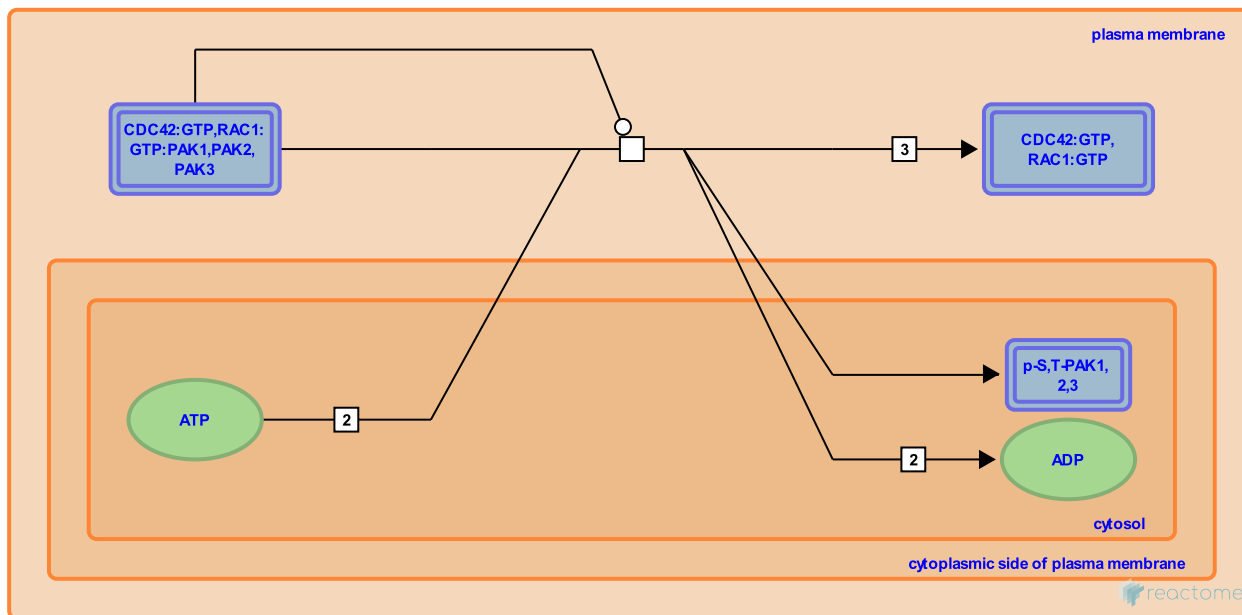 plasma membrane
CDC42:GTP,RAC1:
GTP:PAK1,PAK2,
PAK3
3
CDC42:GTP,
RAC1:GTP
p-S,T-PAK1,
2,3
ATP
2
2
ADP
cytosol
cytoplasmic side of plasma membrane
reactome